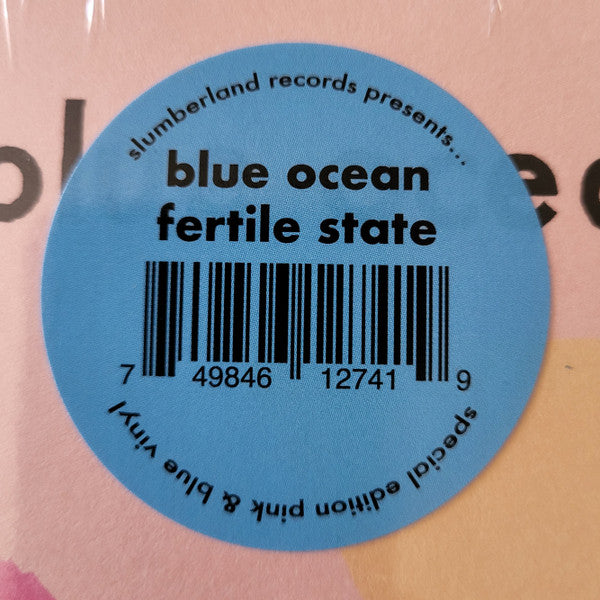 slumberland records presents...
blue ocean
fertile state
7 49846 12741 9
special edition pink & blue vinyl